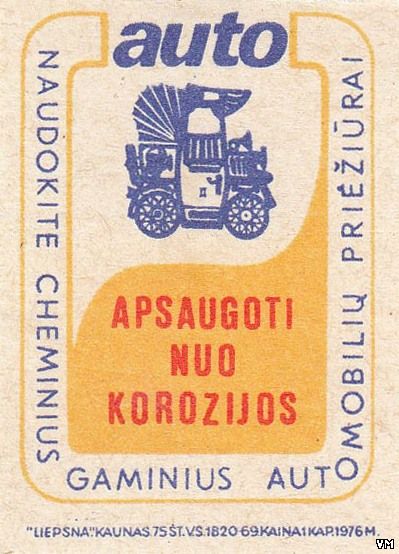 auto
NAUDOKITE CHEMINIUS GAMINIUS AUTOMOBILIŲ PRIEŽIŪRAI
APSAUGOTI
NUO
KOROZIJOS
"LIEPSNA".KAUNAS.75 ŠT.VS.1820-69.KAINA 1 KAP.1976 M.
VM